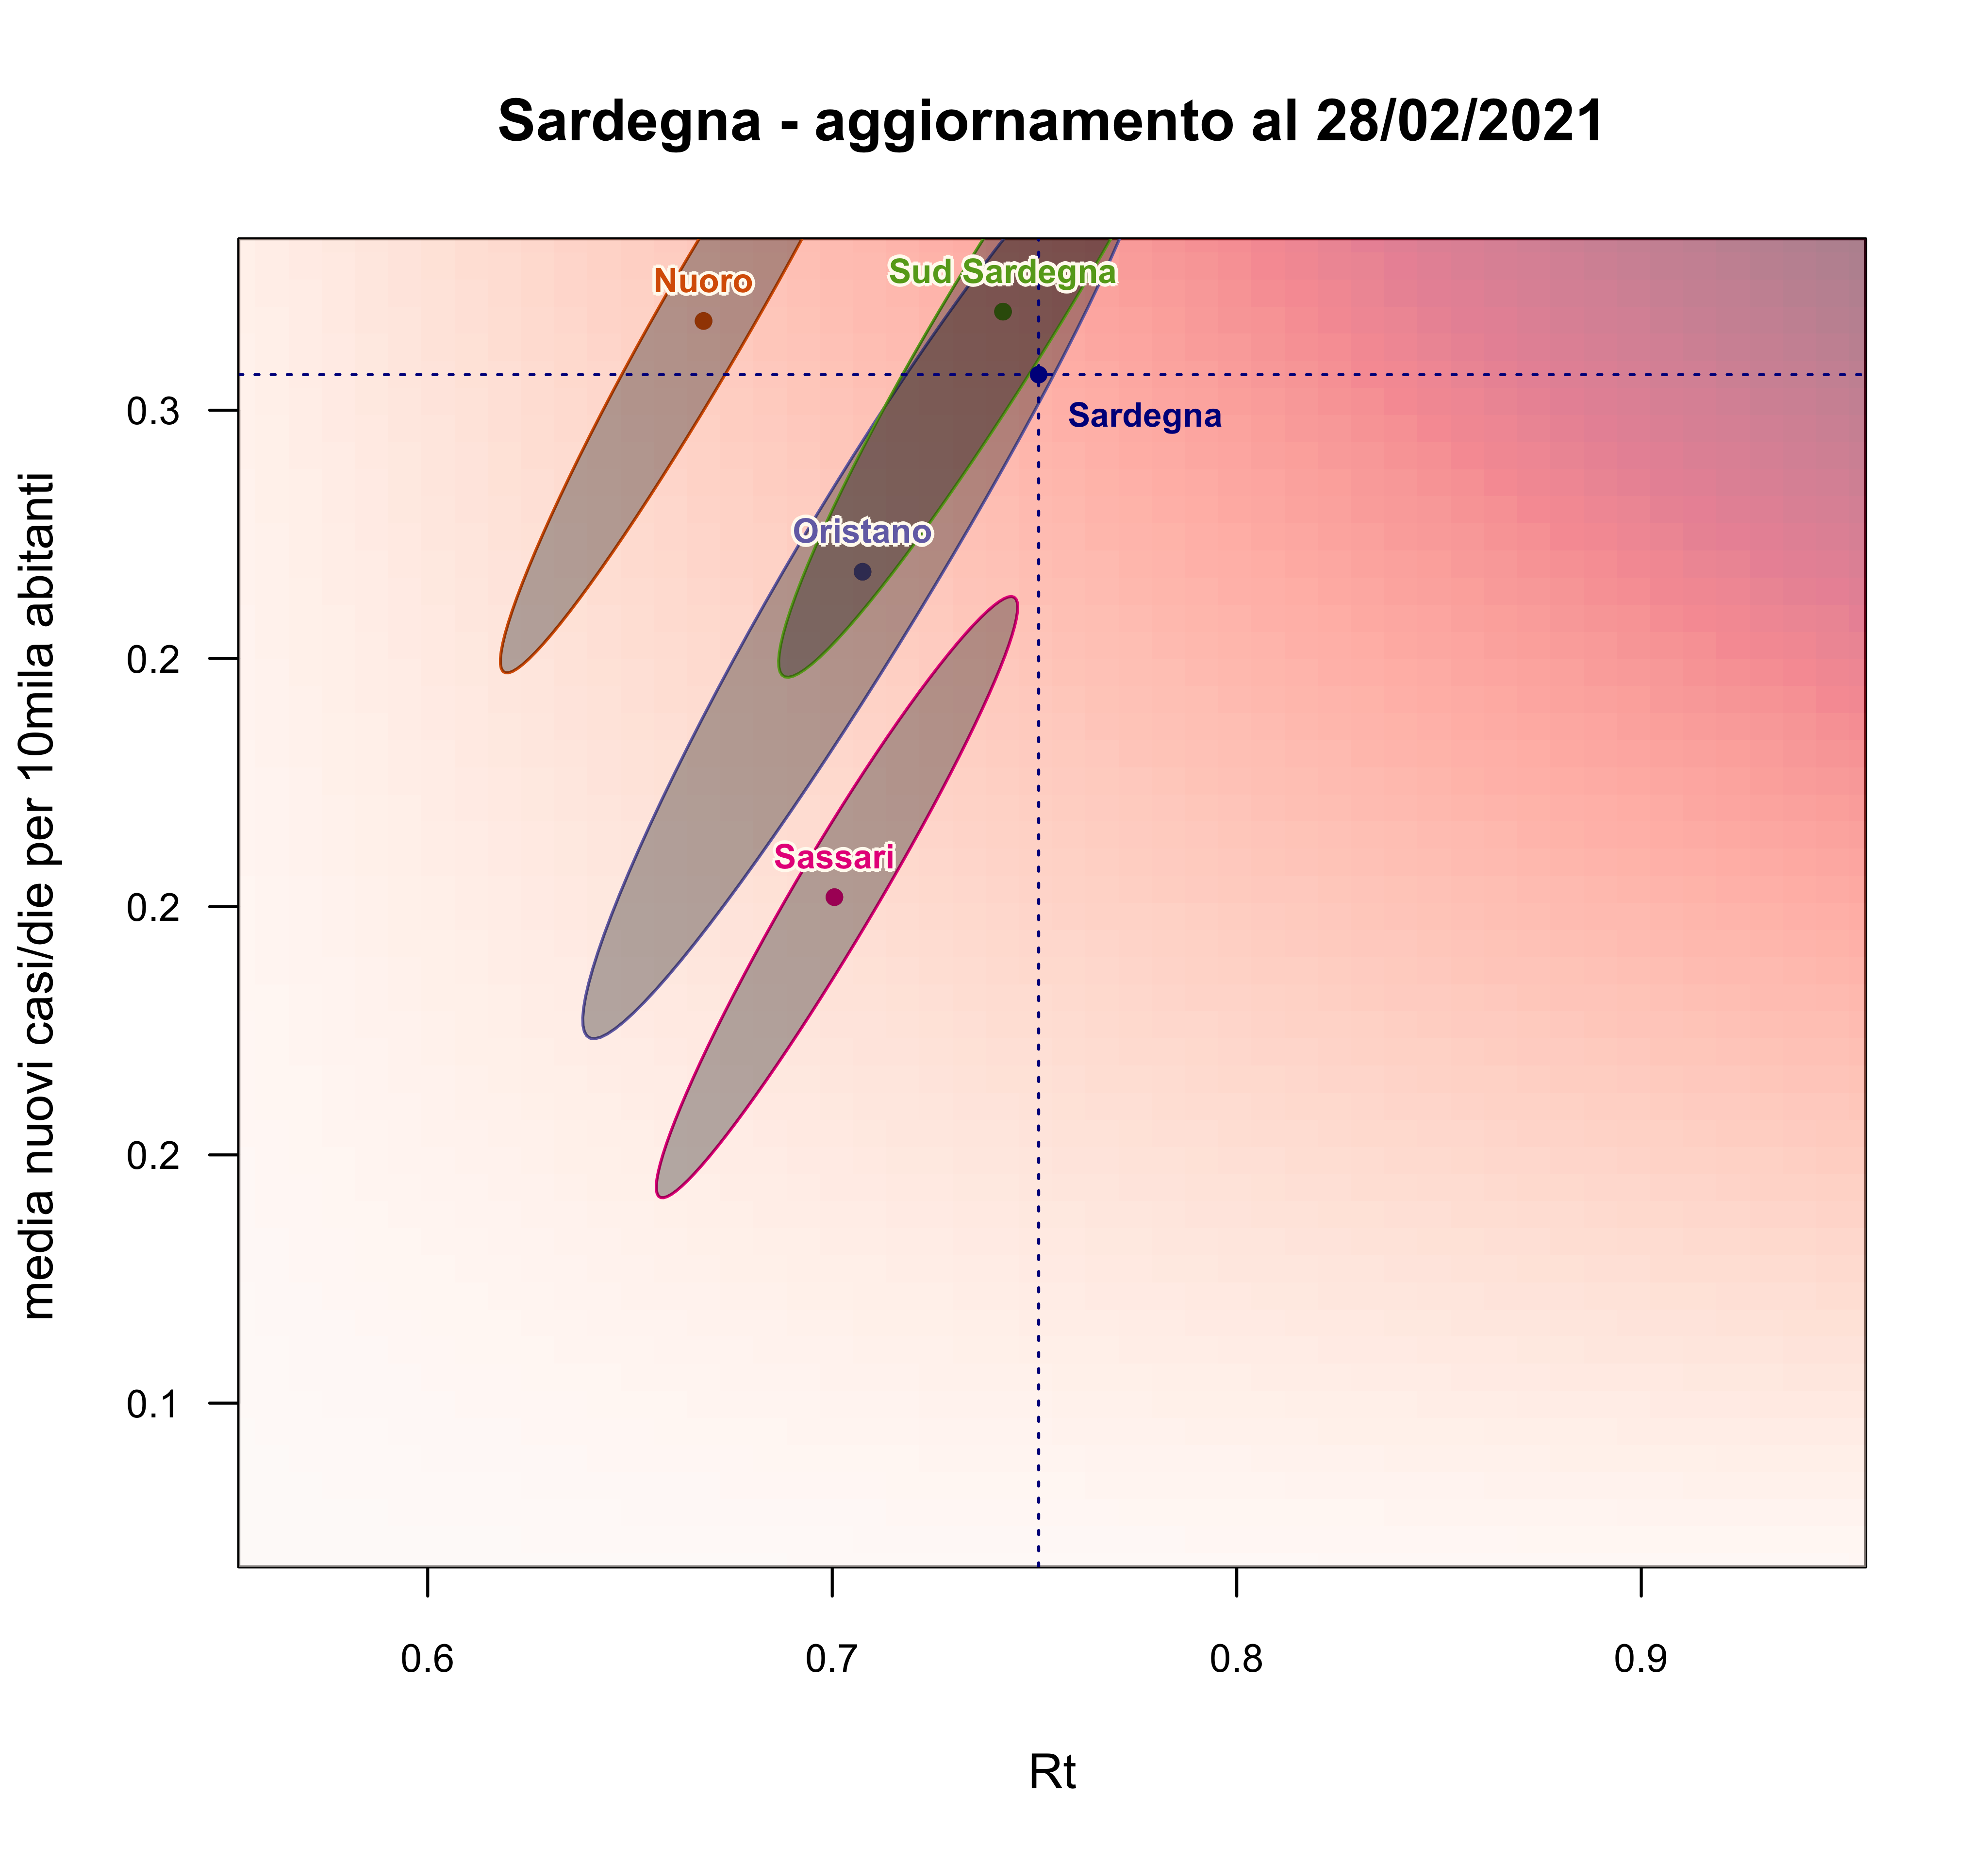 Sardegna - aggiornamento al 28/02/2021
Nuoro
Sud Sardegna
Sardegna
Oristano
Sassari
media nuovi casi/die per 10mila abitanti
0.3
0.2
0.2
0.2
0.1
0.6 0.7 0.8 0.9
Rt